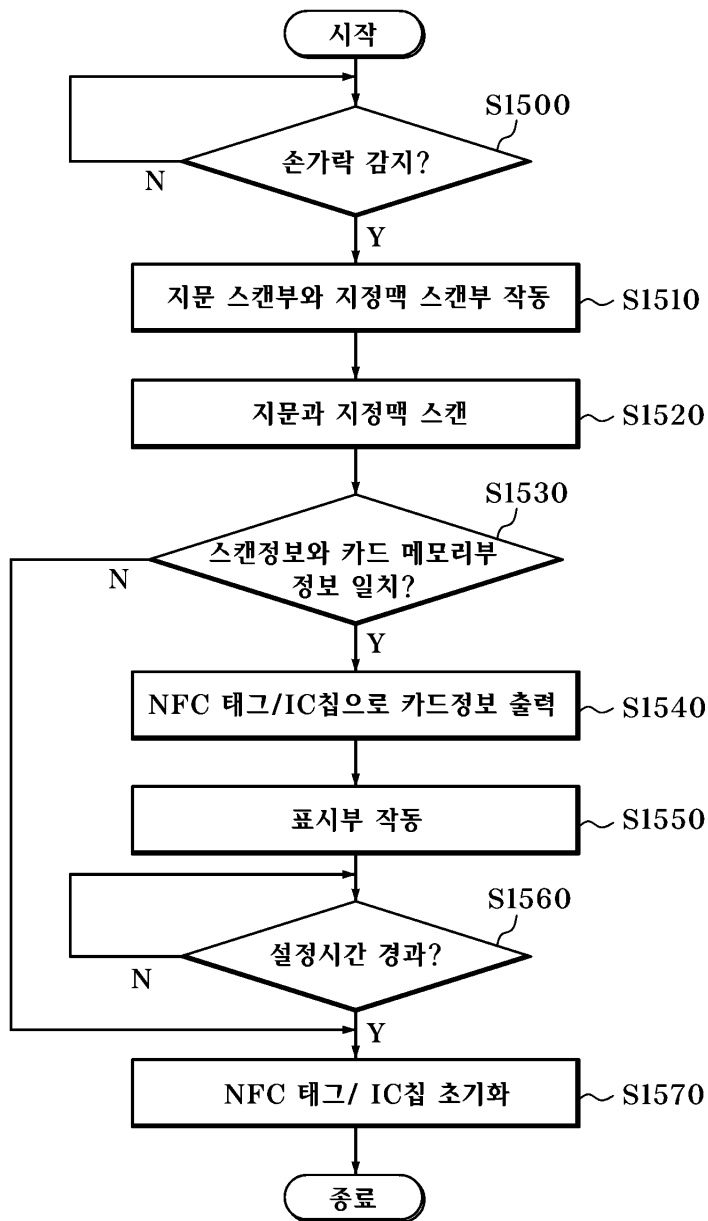 시작
S1500
손가락 감지?
N
Y
지문 스캔부와 지정맥 스캔부 작동
S1510
지문과 지정맥 스캔
S1520
S1530
스캔정보와 카드 메모리부
정보 일치?
N
Y
NFC 태그/IC칩으로 카드정보 출력
S1540
표시부 작동
S1550
S1560
설정시간 경과?
N
Y
NFC 태그/ IC칩 초기화
S1570
종료